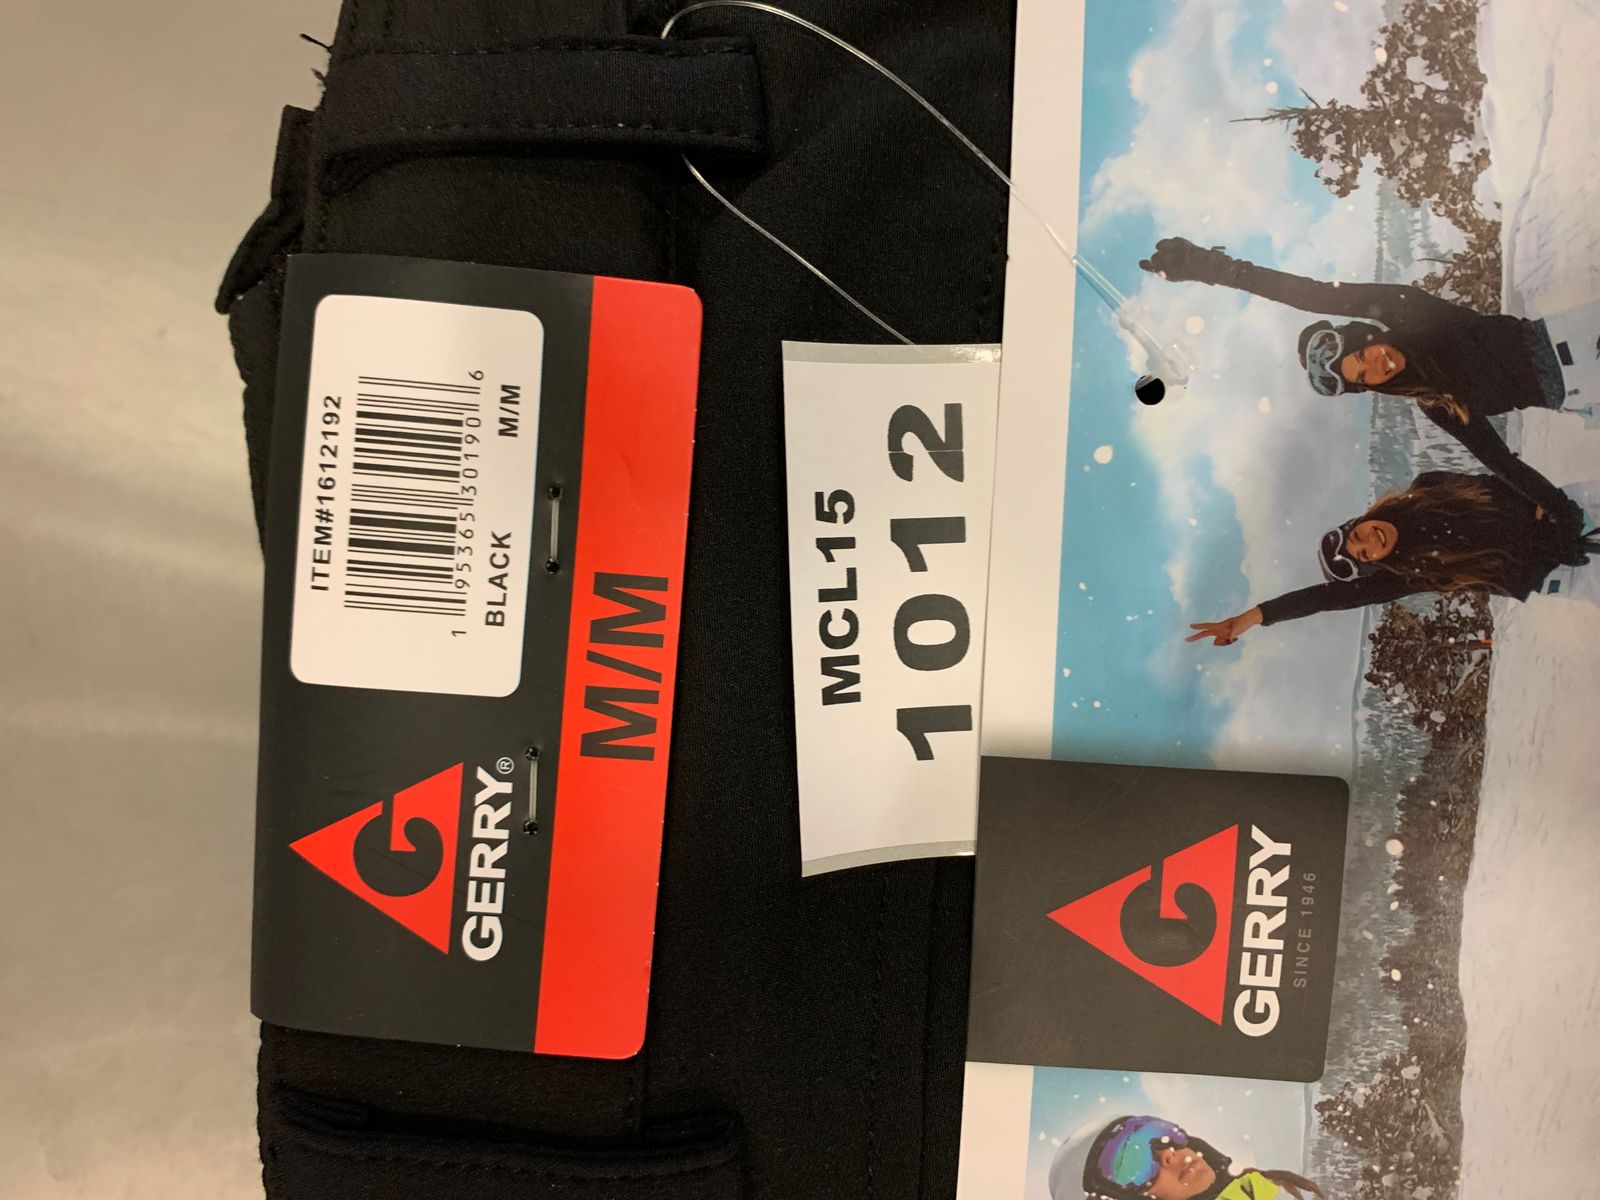 ITEM#1612192
1 95365 30190 6
BLACK M/M
G
GERRY®
M/M
MCL15
1012
G
GERRY
SINCE 1946